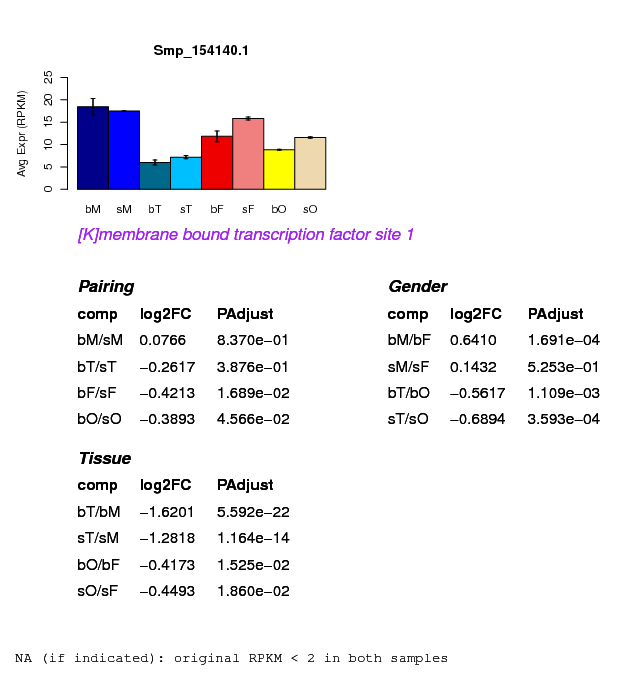 Smp_154140.1
Avg Expr (RPKM)
25
20
15
10
5
0
bM sM bT sT bF sF bO sO
[K]membrane bound transcription factor site 1
Pairing
comp log2FC PAdjust
bM/sM 0.0766 8.370e−01
bT/sT −0.2617 3.876e−01
bF/sF −0.4213 1.689e−02
bO/sO −0.3893 4.566e−02
Gender
comp log2FC PAdjust
bM/bF 0.6410 1.691e−04
sM/sF 0.1432 5.253e−01
bT/bO −0.5617 1.109e−03
sT/sO −0.6894 3.593e−04
Tissue
comp log2FC PAdjust
bT/bM −1.6201 5.592e−22
sT/sM −1.2818 1.164e−14
bO/bF −0.4173 1.525e−02
sO/sF −0.4493 1.860e−02
NA (if indicated): original RPKM < 2 in both samples